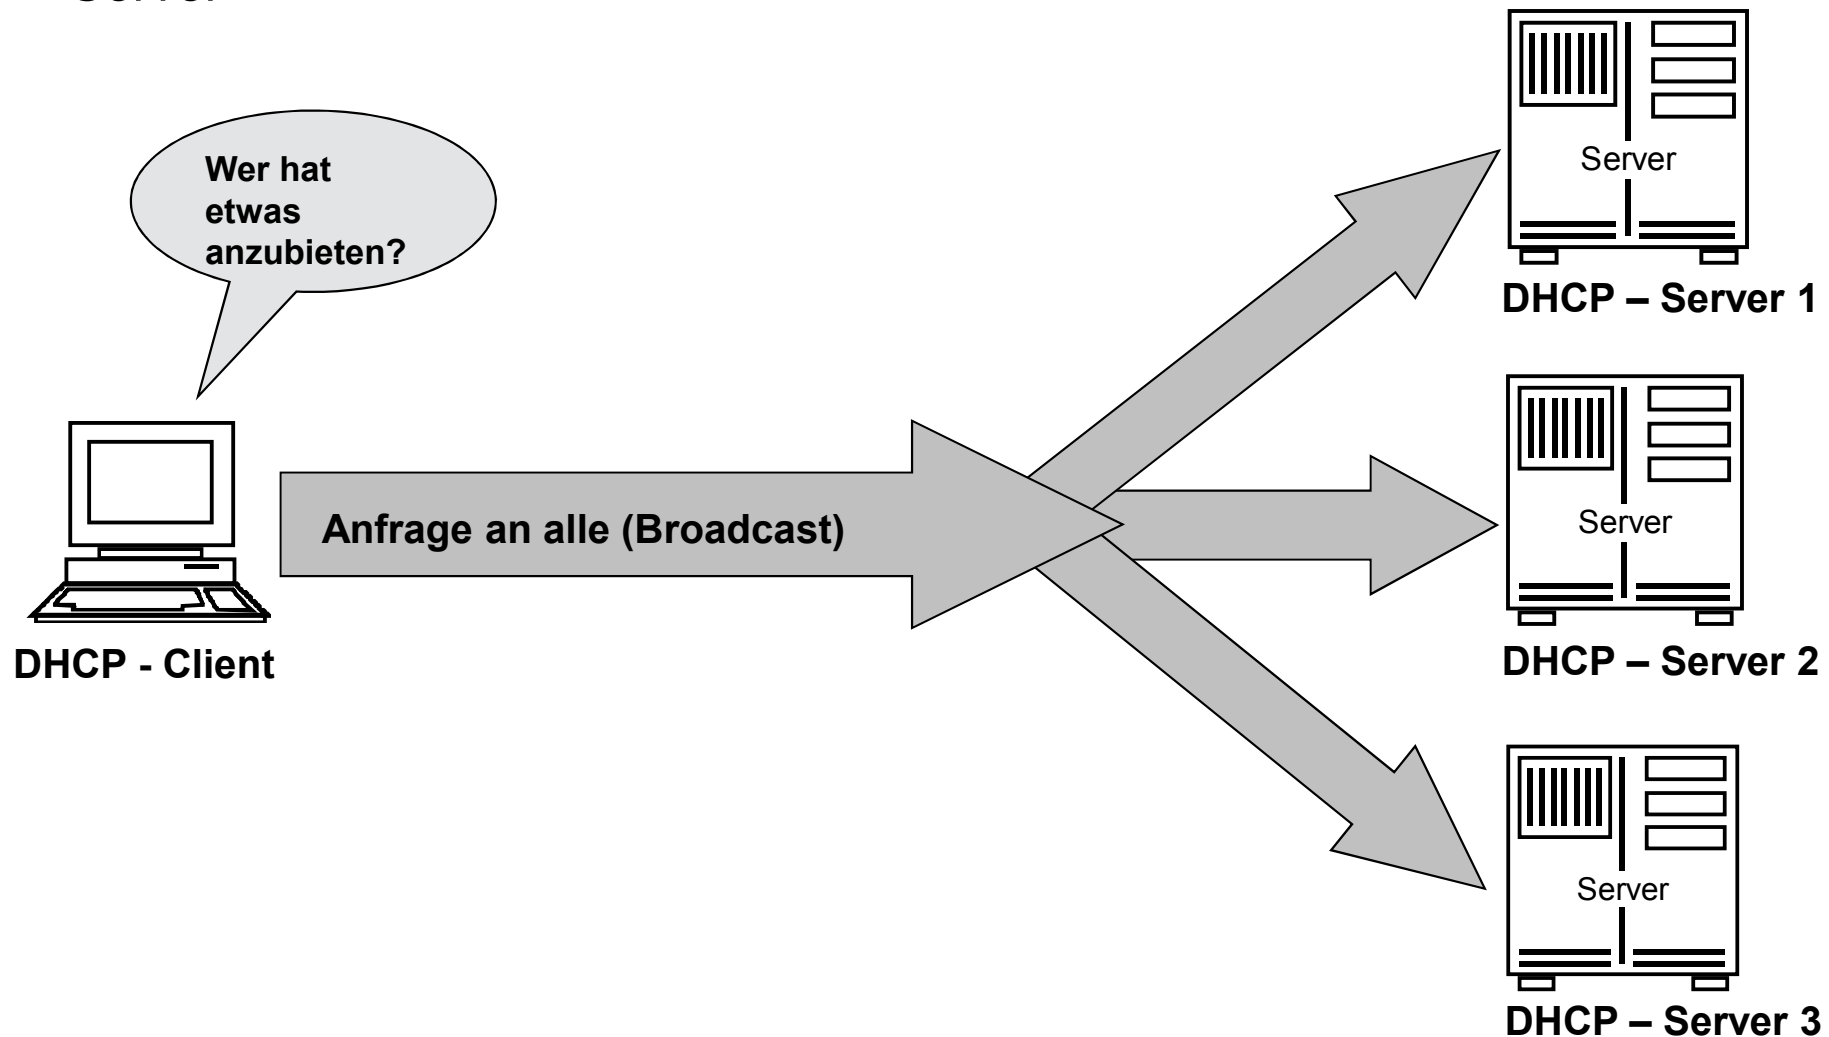 Server
Wer hat
etwas
anzubieten?
Anfrage an alle (Broadcast)
DHCP - Client
Server
DHCP – Server 1
Server
DHCP – Server 2
Server
DHCP – Server 3